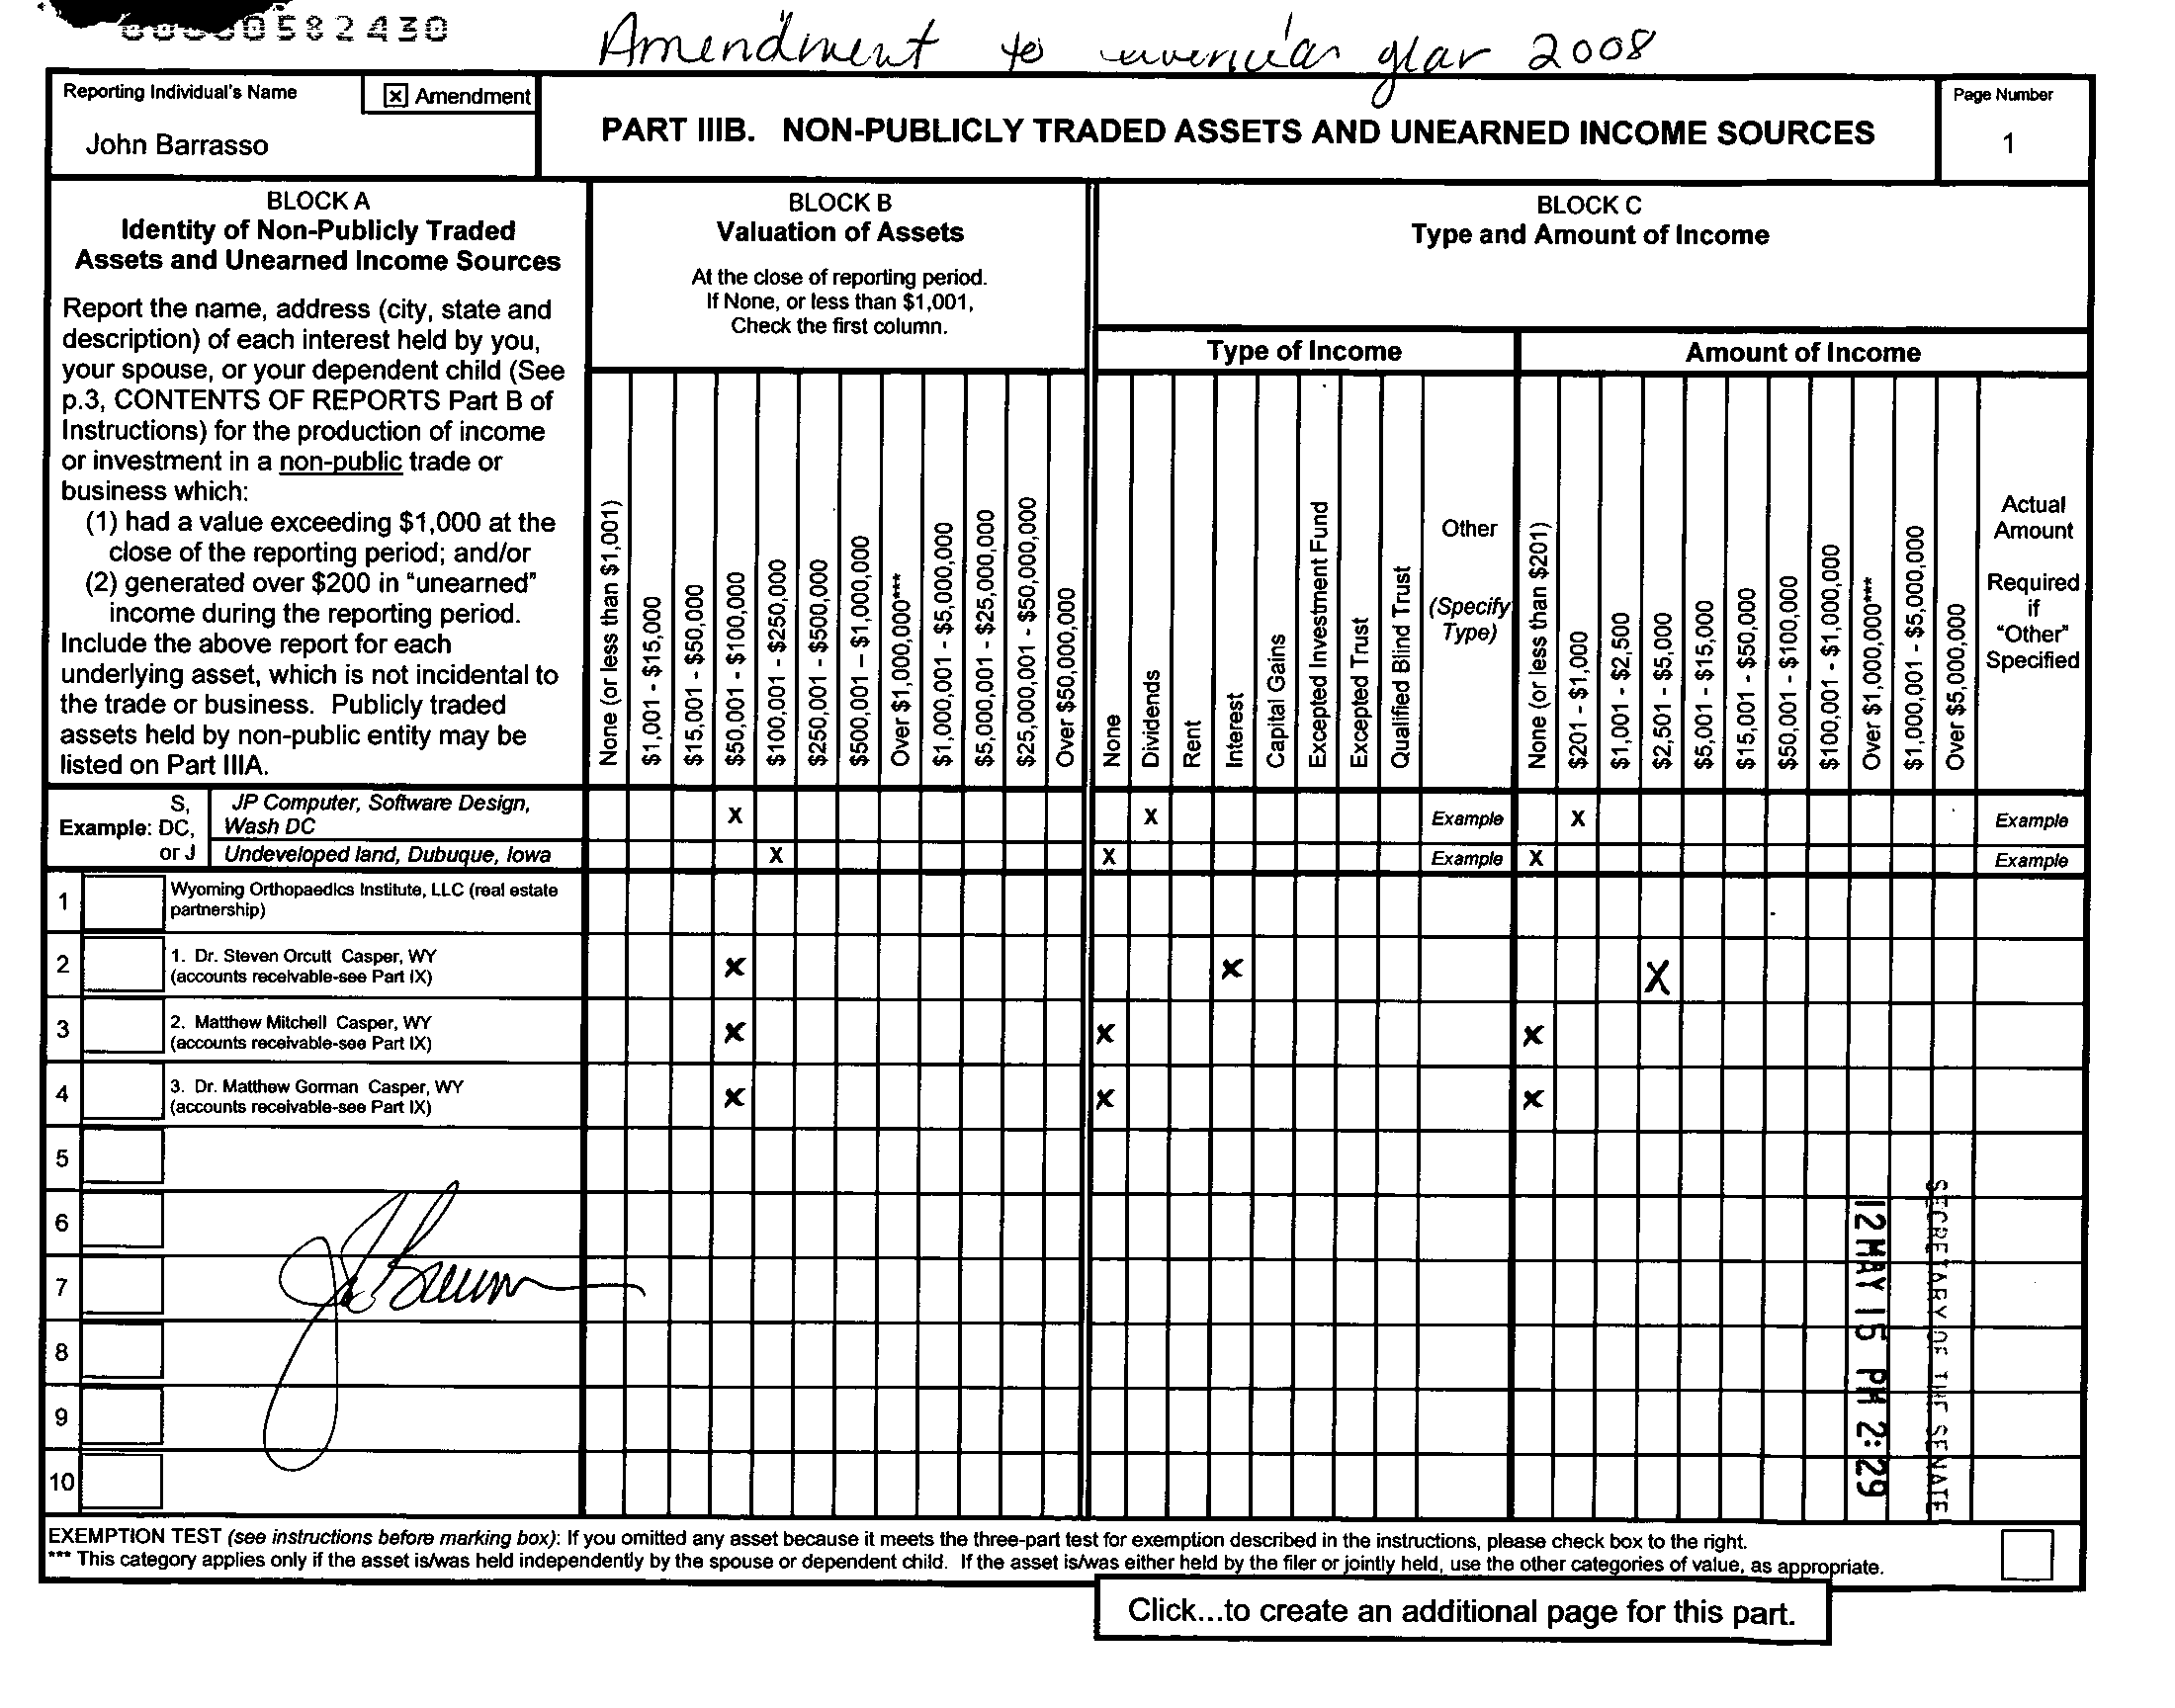 0582430
Amendment to year 2008
Reporting Individual's Name
x Amendment
John Barrasso
PART IIIB. NON-PUBLICLY TRADED ASSETS AND UNEARNED INCOME SOURCES
Page Number
1
BLOCK A
Identity of Non-Publicly Traded
Assets and Unearned Income Sources
Report the name, address (city, state and
description) of each interest held by you,
your spouse, or your dependent child (See
p.3, CONTENTS OF REPORTS Part B of
Instructions) for the production of income
or investment in a non-public trade or
business which:
(1) had a value exceeding $1,000 at the
close of the reporting period; and/or
(2) generated over $200 in "unearned"
income during the reporting period.
Include the above report for each
underlying asset, which is not incidental to
the trade or business. Publicly traded
assets held by non-public entity may be
listed on Part IIIA.
BLOCK B
Valuation of Assets
At the close of reporting period.
If None, or less than $1,001,
Check the first column.
None (or less than $1,001)
$1,001 - $15,000
$15,001 - $50,000
$50,001 - $100,000
$100,001 - $250,000
$250,001 - $500,000
$500,001 – $1,000,000
Over $1,000,000***
$1,000,001 - $5,000,000
$5,000,001 - $25,000,000
$25,000,001 - $50,000,000
Over $50,000,000
BLOCK C
Type and Amount of Income
Type of Income
None
Dividends
Rent
Interest
Capital Gains
Excepted Investment Fund
Excepted Trust
Qualified Blind Trust
Other
(Specify
Type)
Amount of Income
None (or less than $201)
$201 - $1,000
$1,001 - $2,500
$2,501 - $5,000
$5,001 - $15,000
$15,001 - $50,000
$50,001 - $100,000
$100,001 - $1,000,000
Over $1,000,000***
$1,000,001 - $5,000,000
Over $5,000,000
Actual
Amount
Required
if
"Other"
Specified
Example:
S,
DC,
or J
JP Computer, Software Design,
Wash DC
X X Example X Example
Undeveloped land, Dubuque, Iowa X X Example X Example
1 Wyoming Orthopaedics Institute, LLC (real estate
partnership)
2 1. Dr. Steven Orcutt Casper, WY
(accounts receivable-see Part IX)
X X X
3 2. Matthew Mitchell Casper, WY
(accounts receivable-see Part IX)
X X X
4 3. Dr. Matthew Gorman Casper, WY
(accounts receivable-see Part IX)
X X X
5
6
7
8
9
10
SECRETARY OF THE SENATE
12 MAY 15 PM 2:29
EXEMPTION TEST (see instructions before marking box): If you omitted any asset because it meets the three-part test for exemption described in the instructions, please check box to the right.
*** This category applies only if the asset is/was held independently by the spouse or dependent child. If the asset is/was either held by the filer or jointly held, use the other categories of value, as appropriate.
Click...to create an additional page for this part.